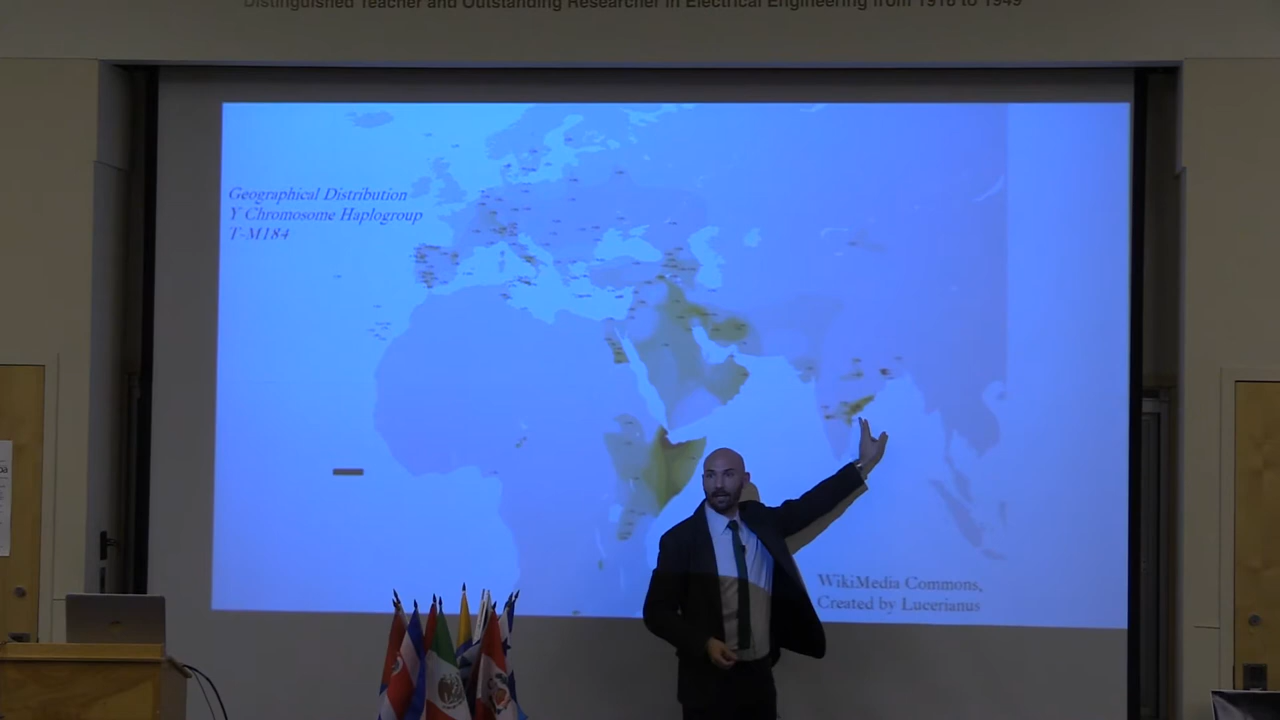 Distinguished Teacher and Outstanding Researcher in Electrical Engineering from 1918 to 1949
Geographical Distribution
Y Chromosome Haplogroup
T-M184
WikiMedia Commons,
Created by Lucerianus